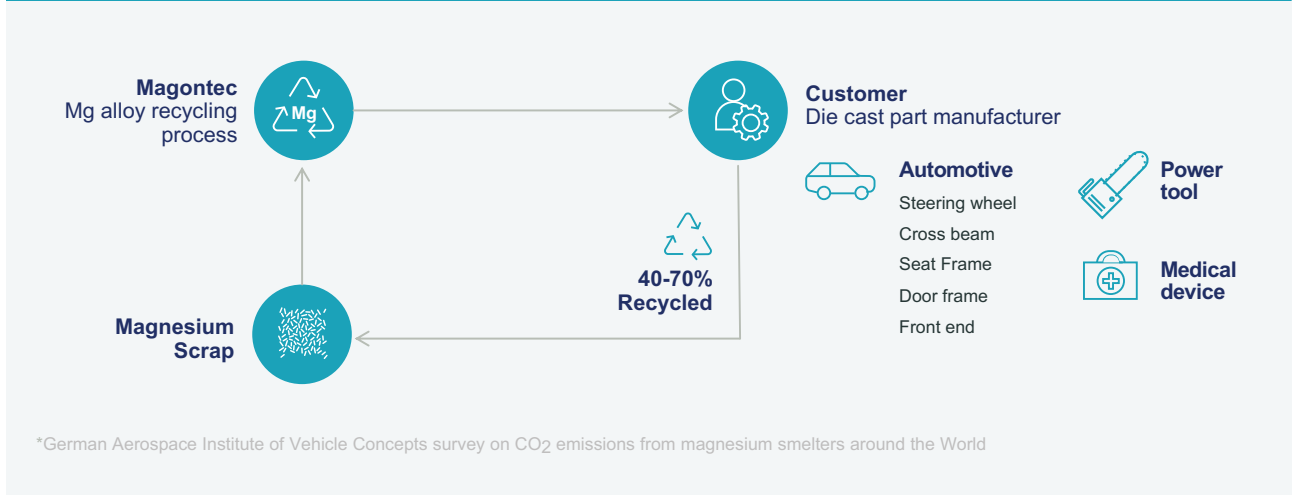 Magontec
Mg alloy recycling
process
Mg
Customer
Die cast part manufacturer
Automotive
Steering wheel
Cross beam
Seat Frame
Door frame
Front end
Power
tool
Medical
device
40-70%
Recycled
Magnesium
Scrap
*German Aerospace Institute of Vehicle Concepts survey on CO2 emissions from magnesium smelters around the World